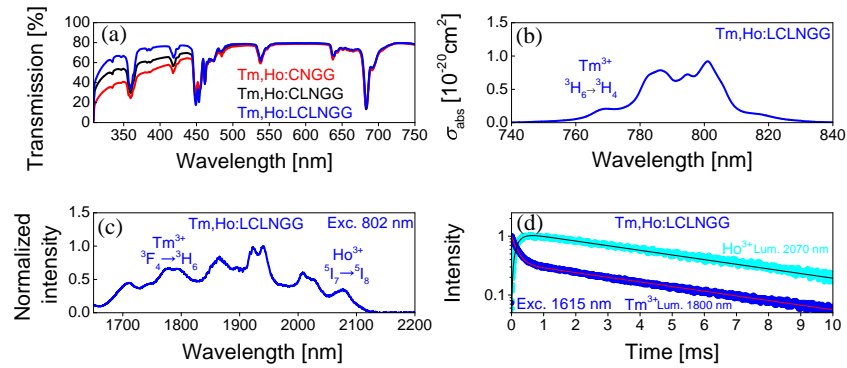 (a)
Transmission [%]
100
80
60
40
20
0
Tm,Ho:CNGG
Tm,Ho:CLNGG
Tm,Ho:LCLNGG
350 400 450 500 550 600 650 700 750
Wavelength [nm]
(b)
Tm,Ho:LCLNGG
σabs [10-20cm2]
1.5
1.0
0.5
0.0
Tm3+
3H6→3H4
740 760 780 800 820 840
Wavelength [nm]
(c)
Tm,Ho:LCLNGG Exc. 802 nm
Normalized
intensity
1.5
1.0
0.5
0.0
Tm3+
3F4→3H6
Ho3+
5I7→5I8
1700 1800 1900 2000 2100 2200
Wavelength [nm]
(d)
Tm,Ho:LCLNGG
Intensity
1
0.1
Ho3+ Lum. 2070 nm
Exc. 1615 nm
Tm3+ Lum. 1800 nm
0 1 2 3 4 5 6 7 8 9 10
Time [ms]